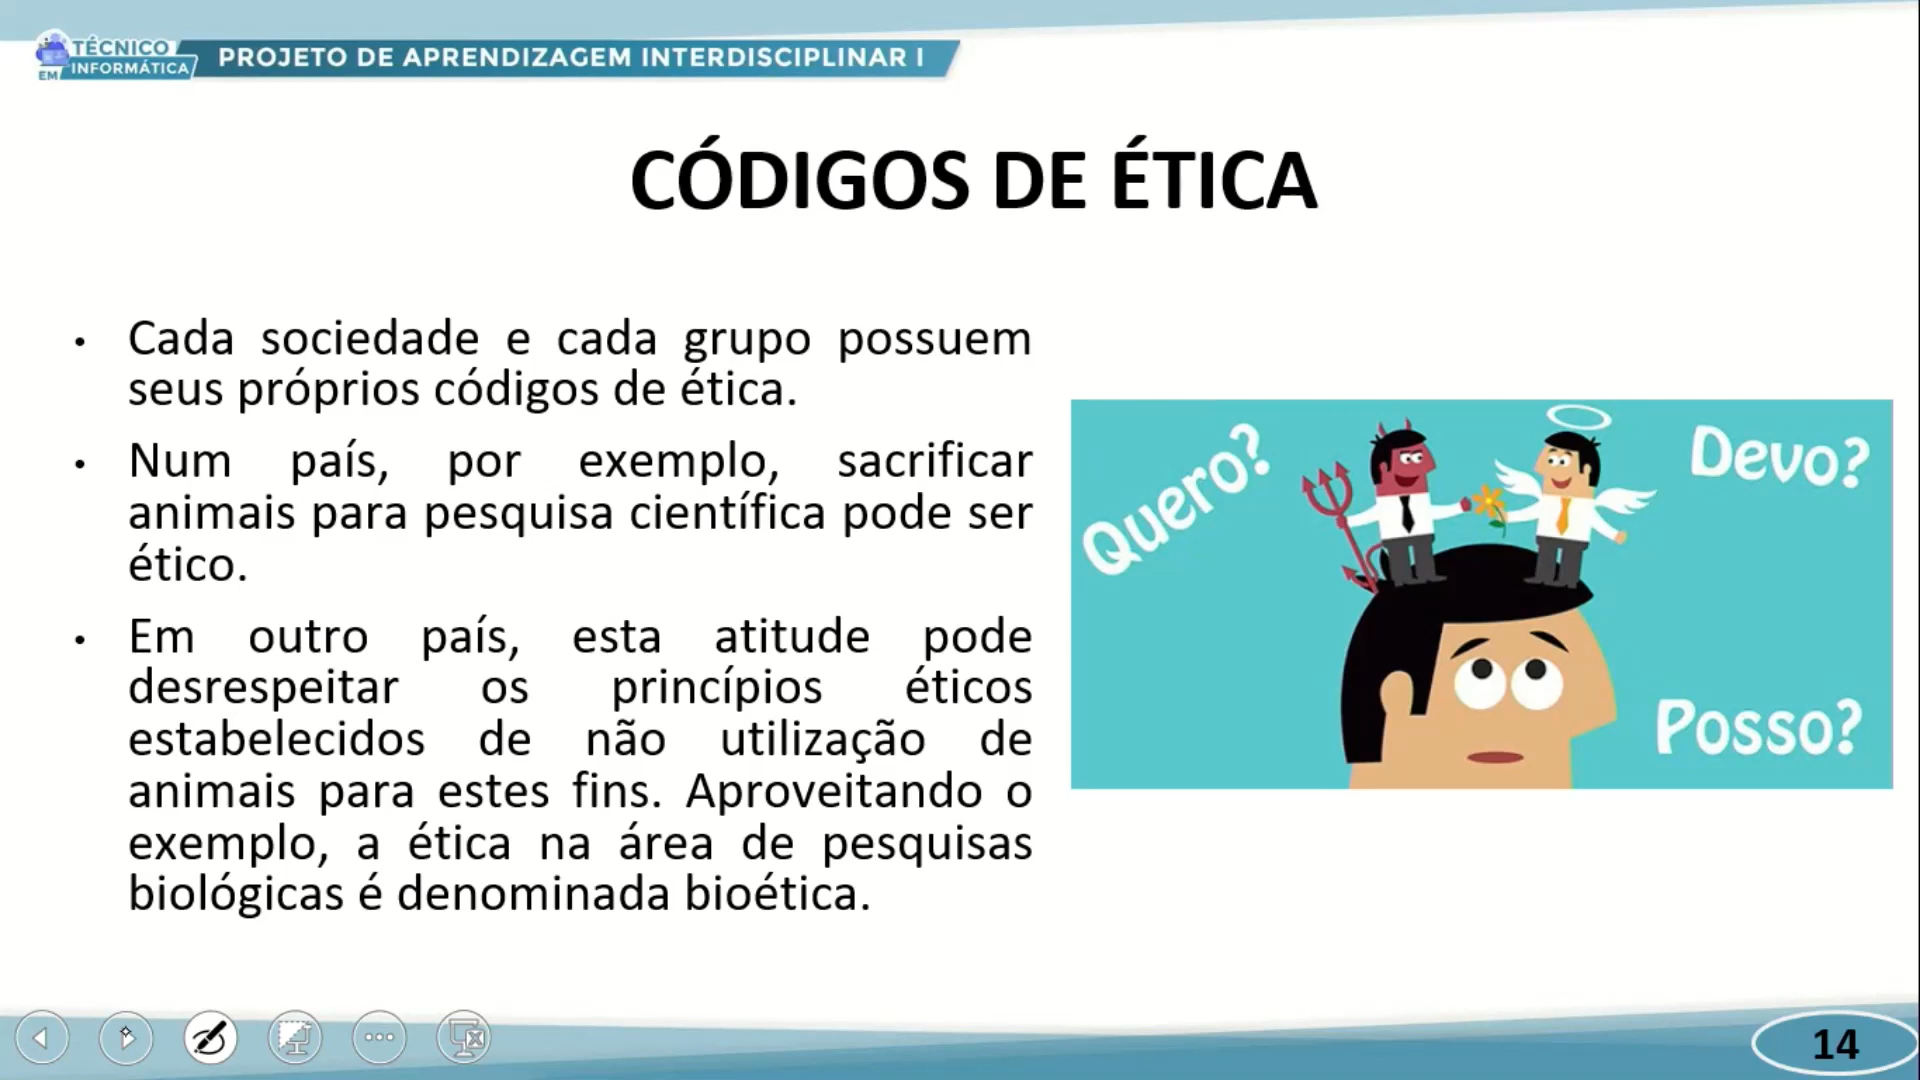 TÉCNICO
EM INFORMÁTICA
PROJETO DE APRENDIZAGEM INTERDISCIPLINAR I
CÓDIGOS DE ÉTICA
• Cada sociedade e cada grupo possuem
seus próprios códigos de ética.
• Num país, por exemplo, sacrificar
animais para pesquisa científica pode ser
ético.
• Em outro país, esta atitude pode
desrespeitar os princípios éticos
estabelecidos de não utilização de
animais para estes fins. Aproveitando o
exemplo, a ética na área de pesquisas
biológicas é denominada bioética.
Quero?
Devo?
Posso?
14